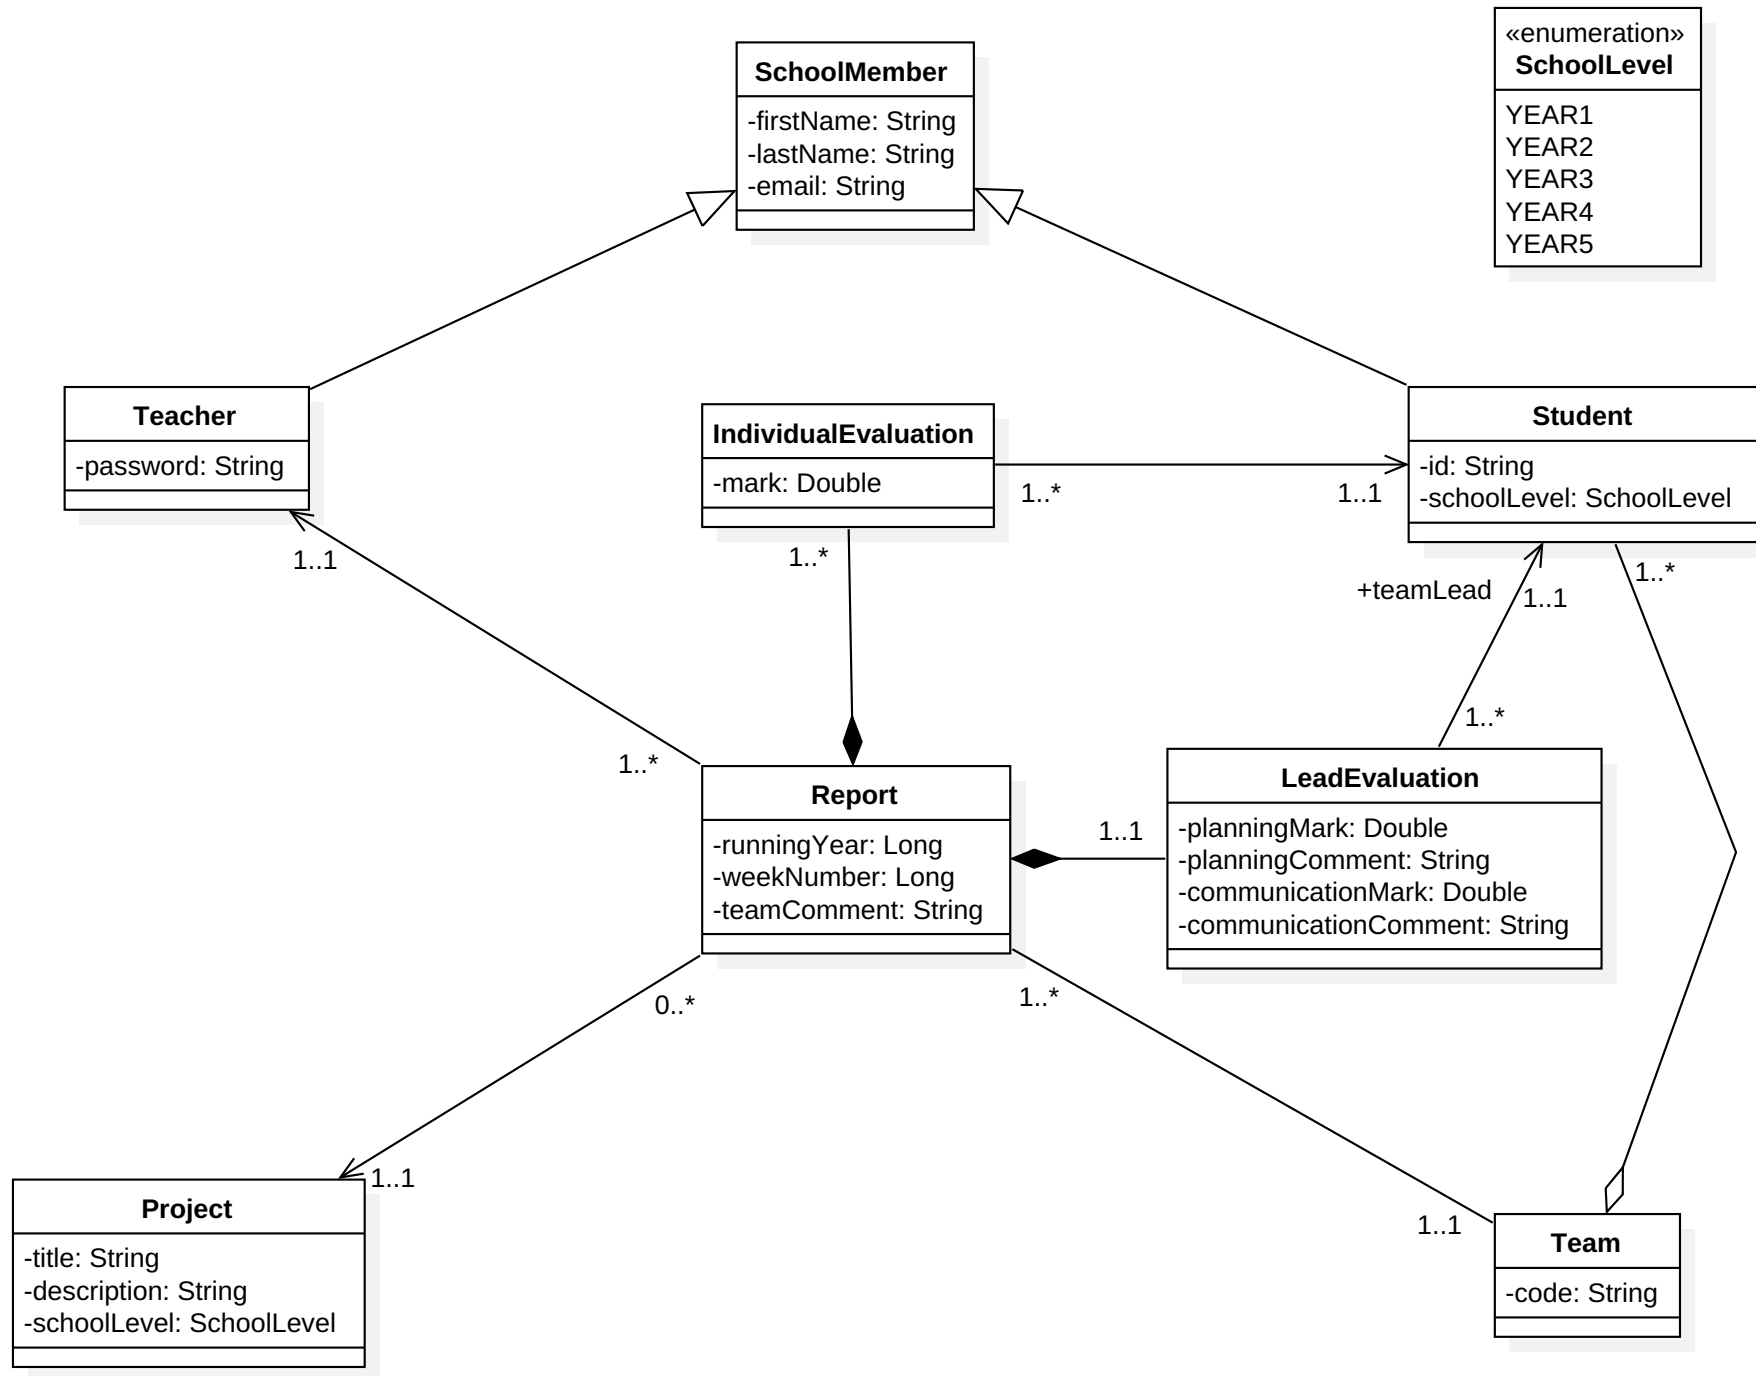 «enumeration»
SchoolLevel
YEAR1
YEAR2
YEAR3
YEAR4
YEAR5
SchoolMember
-firstName: String
-lastName: String
-email: String
Teacher
-password: String
IndividualEvaluation
-mark: Double
Student
-id: String
-schoolLevel: SchoolLevel
1..*
1..1
1..1
1..*
+teamLead
1..1
1..*
1..*
1..*
Report
-runningYear: Long
-weekNumber: Long
-teamComment: String
1..1
LeadEvaluation
-planningMark: Double
-planningComment: String
-communicationMark: Double
-communicationComment: String
0..*
1..*
1..1
1..1
Project
-title: String
-description: String
-schoolLevel: SchoolLevel
Team
-code: String